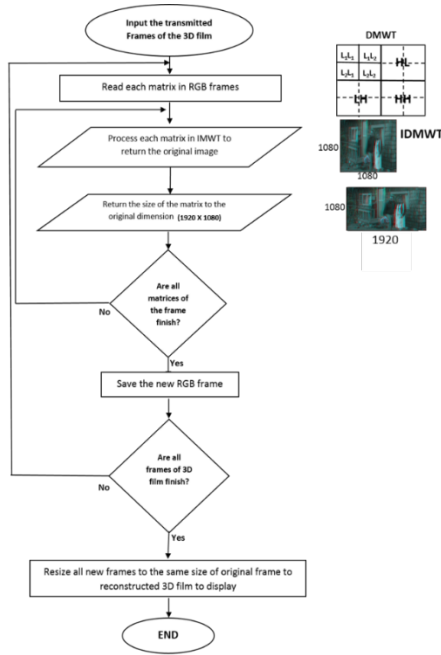 Input the transmitted
Frames of the 3D film
Read each matrix in RGB frames
Process each matrix in IMWT to
return the original image
Return the size of the matrix to the
original dimension (1920 X 1080)
Are all
matrices of
the frame
finish?
No
Yes
Save the new RGB frame
Are all
frames of 3D
film finish?
No
Yes
Resize all new frames to the same size of original frame to
reconstructed 3D film to display
END
DMWT
L₁L₁ L₁L₂
HL
L₂L₁ L₂L₂
LH HH
IDMWT
1080
1080
1080
1920